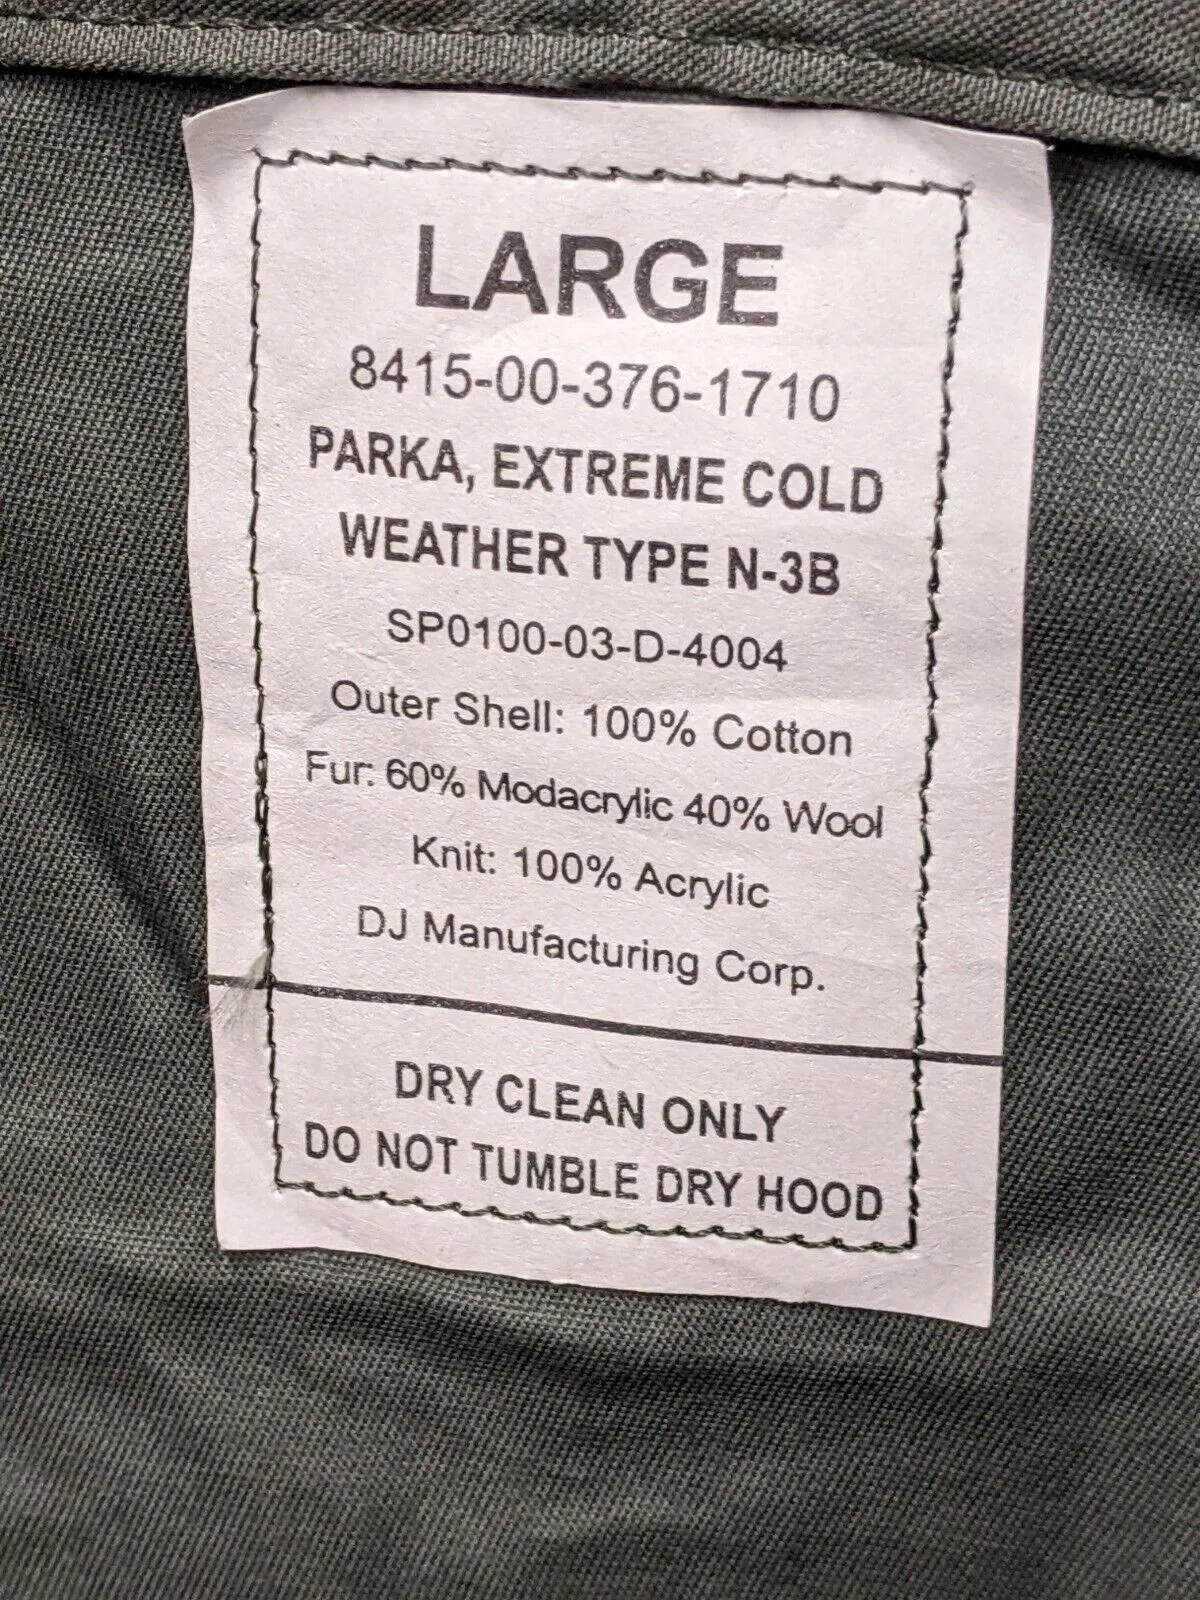 LARGE
8415-00-376-1710
PARKA, EXTREME COLD
WEATHER TYPE N-3B
SP0100-03-D-4004
Outer Shell: 100% Cotton
Fur: 60% Modacrylic 40% Wool
Knit: 100% Acrylic
DJ Manufacturing Corp.
DRY CLEAN ONLY
DO NOT TUMBLE DRY HOOD